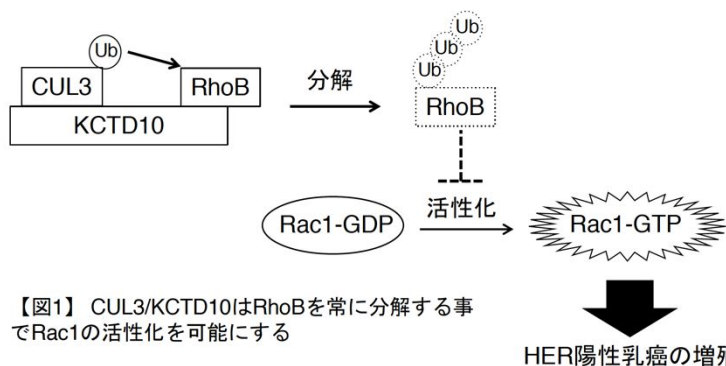 Ub
CUL3
RhoB
KCTD10
分解
Ub
Ub
Ub
RhoB
Rac1-GDP
活性化
Rac1-GTP
【図1】 CUL3/KCTD10はRhoBを常に分解する事
でRac1の活性化を可能にする
HER陽性乳癌の増殖